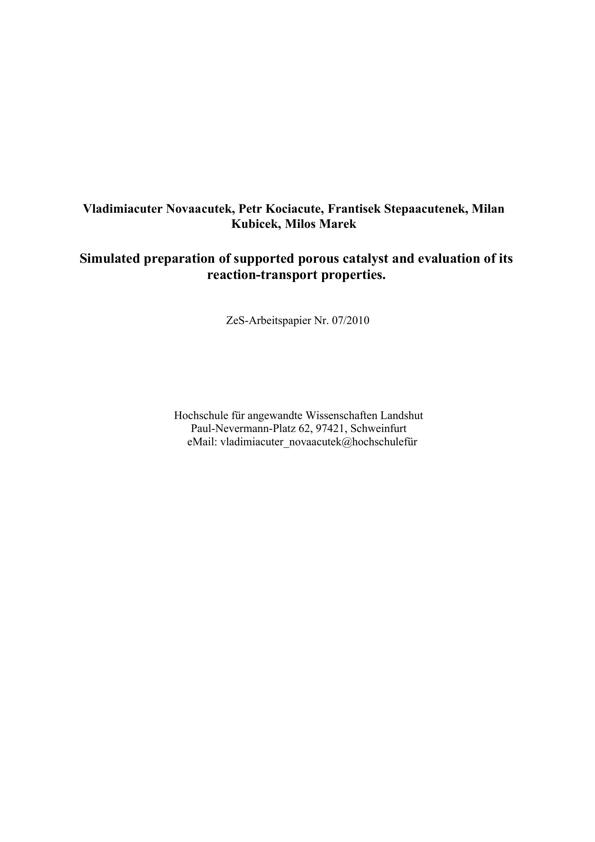 Vladimiacuter Novaacutek, Petr Kociacute, Frantisek Stepaacutenek, Milan
Kubicek, Milos Marek
Simulated preparation of supported porous catalyst and evaluation of its
reaction-transport properties.
ZeS-Arbeitspapier Nr. 07/2010
Hochschule für angewandte Wissenschaften Landshut
Paul-Nevermann-Platz 62, 97421, Schweinfurt
eMail: vladimiacuter_novaacutek@hochschulefür